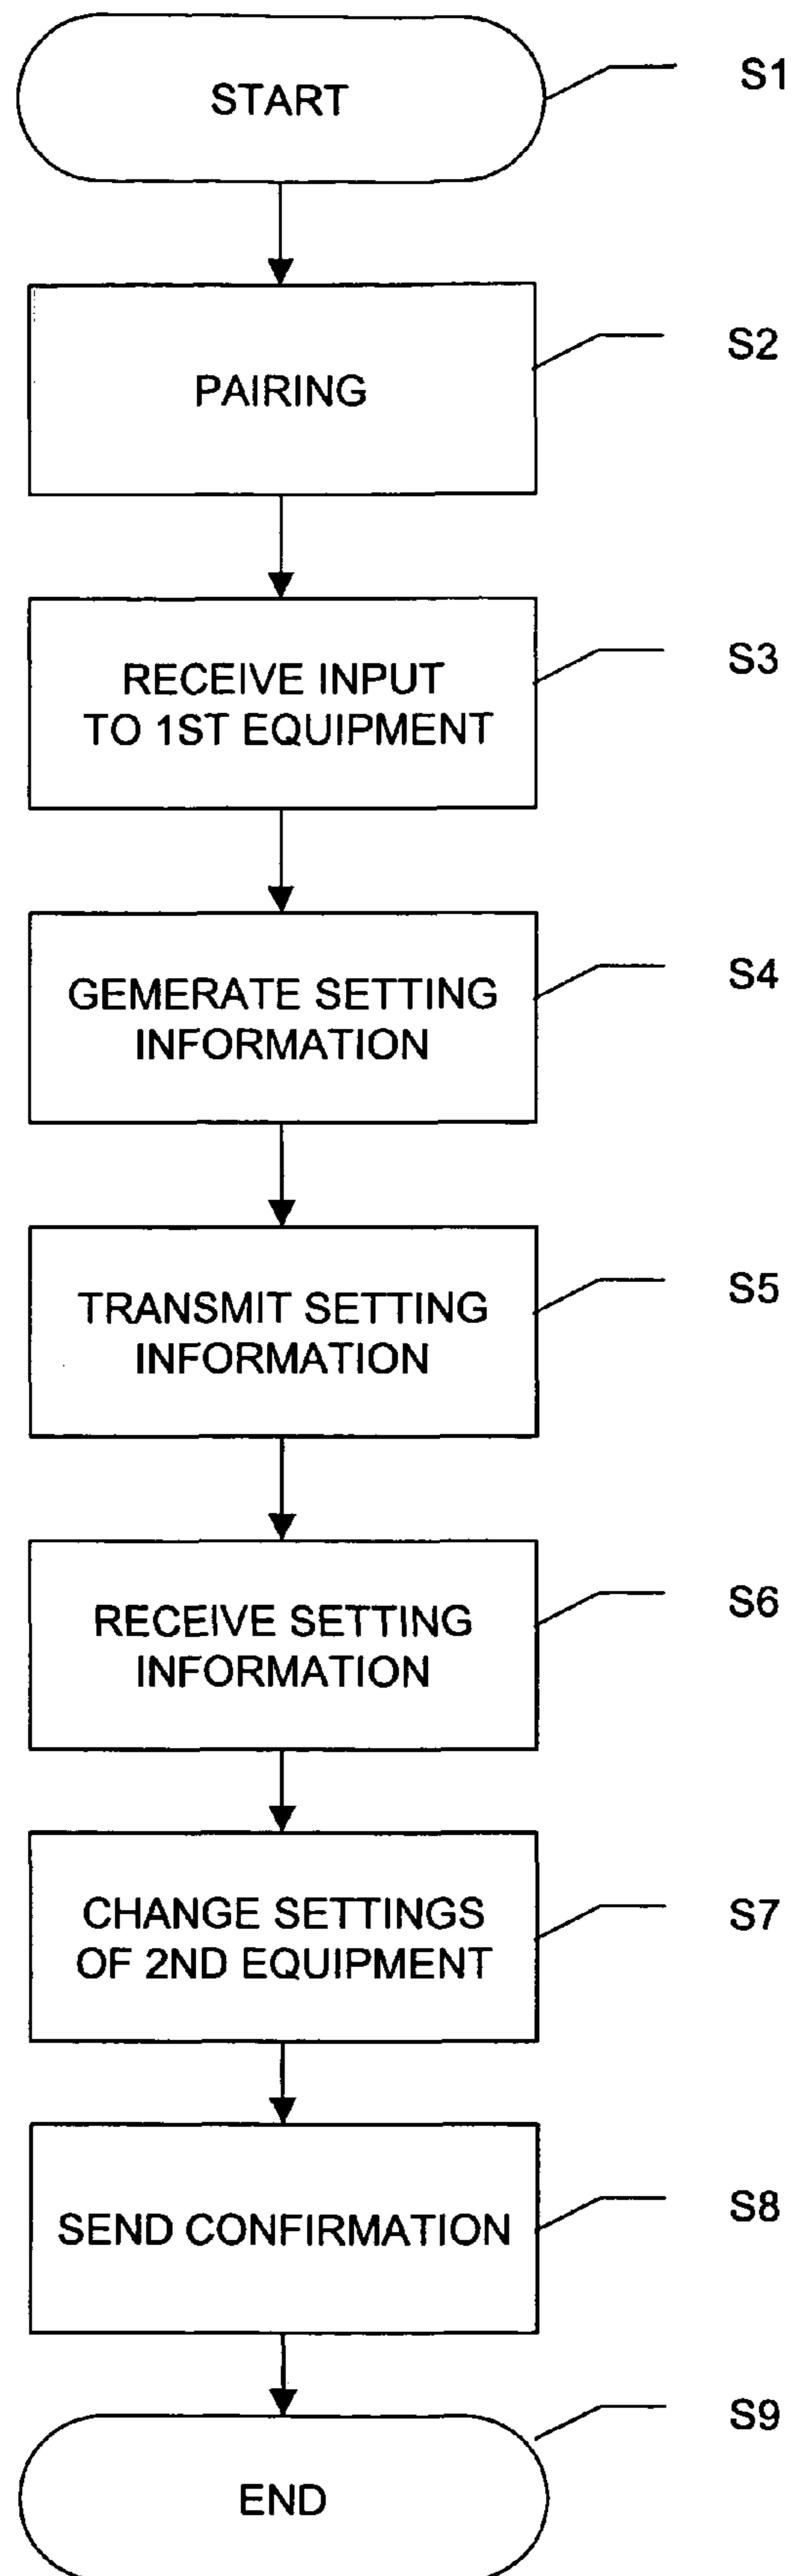 START
S1
PAIRING
S2
RECEIVE INPUT
TO 1ST EQUIPMENT
S3
GEMERATE SETTING
INFORMATION
S4
TRANSMIT SETTING
INFORMATION
S5
RECEIVE SETTING
INFORMATION
S6
CHANGE SETTINGS
OF 2ND EQUIPMENT
S7
SEND CONFIRMATION
S8
END
S9